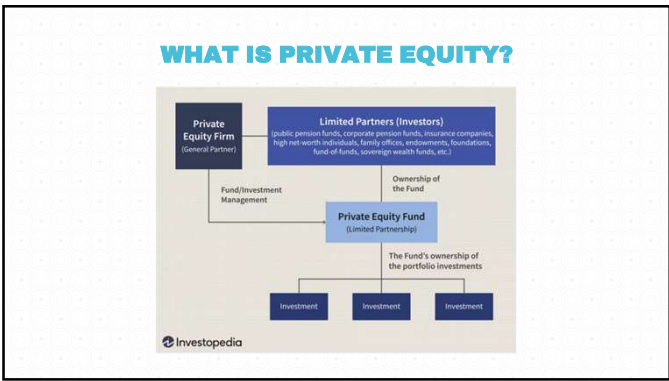 WHAT IS PRIVATE EQUITY?
Private
Equity Firm
(General Partner)
Limited Partners (Investors)
(public pension funds, corporate pension funds, insurance companies,
high net-worth individuals, family offices, endowments, foundations,
fund-of-funds, sovereign wealth funds, etc.)
Ownership of
the Fund
Fund/Investment
Management
Private Equity Fund
(Limited Partnership)
The Fund's ownership of
the portfolio investments
Investment
Investment
Investment
Investopedia